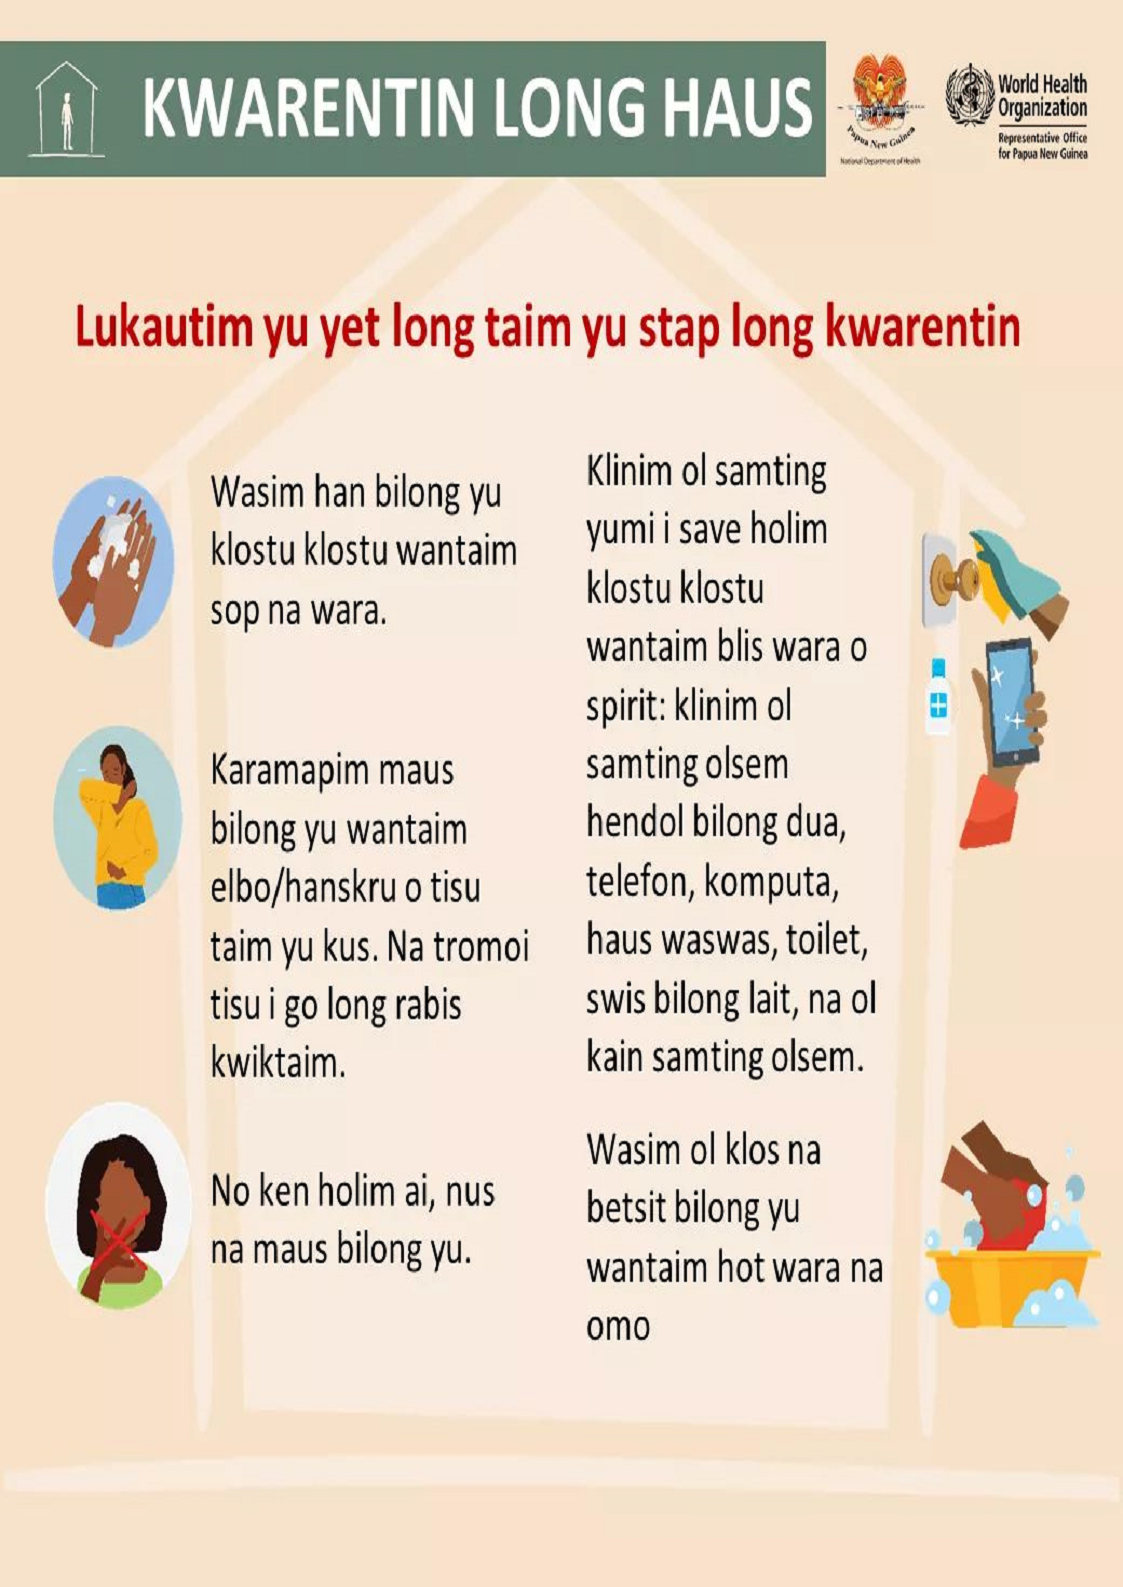 KWARENTIN LONG HAUS
Papua New Guinea
National Department of Health
World Health
Organization
Representative Office
for Papua New Guinea
Lukautim yu yet long taim yu stap long kwarentin
Wasim han bilong yu
klostu klostu wantaim
sop na wara.
Karamapim maus
bilong yu wantaim
elbo/hanskru o tisu
taim yu kus. Na tromoi
tisu i go long rabis
kwiktaim.
No ken holim ai, nus
na maus bilong yu.
Klinim ol samting
yumi i save holim
klostu klostu
wantaim blis wara o
spirit: klinim ol
samting olsem
hendol bilong dua,
telefon, komputa,
haus waswas, toilet,
swis bilong lait, na ol
kain samting olsem.
Wasim ol klos na
betsit bilong yu
wantaim hot wara na
omo